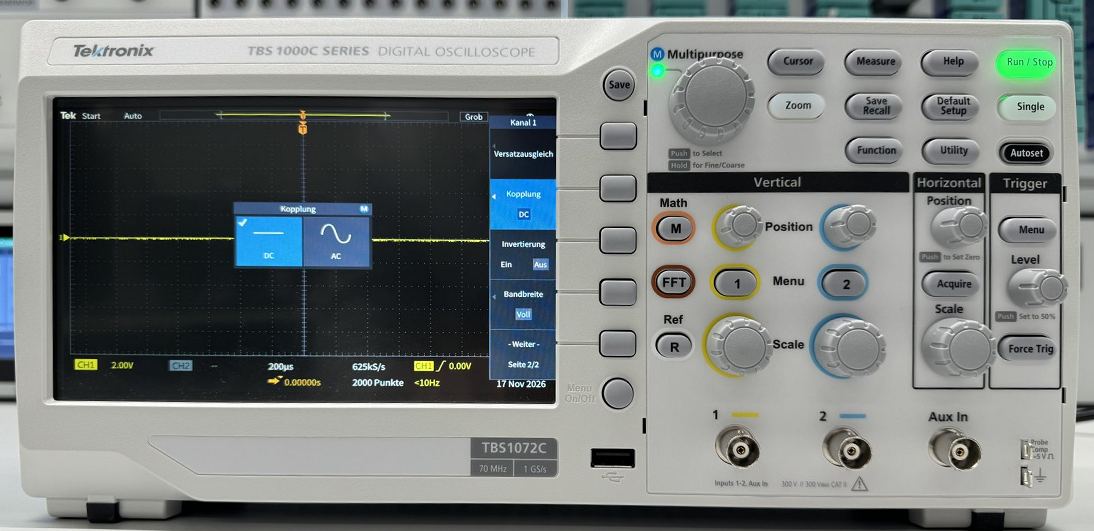 Tektronix
TBS 1000C SERIES DIGITAL OSCILLOSCOPE
Tek Start Auto
Grob
T
1
Kopplung M
DC
AC
Kanal 1
Versatzausgleich
Kopplung
DC
Invertierung
Ein Aus
Bandbreite
Voll
- Weiter -
Seite 2/2
CH1 2.00V CH2 -- 200µs 625kS/s CH1 0.00V
0.00000s 2000 Punkte <10Hz 17 Nov 2026
TBS1072C
70 MHz 1 GS/s
Save
Menu
On/Off
M Multipurpose
Push to Select
Hold for Fine/Coarse
Cursor Measure Help Run / Stop
Zoom Save Recall Default Setup Single
Function Utility Autoset
Vertical
Math
M
Position
FFT
1
Menu
2
Ref
R
Scale
Horizontal
Position
Push to Set Zero
Acquire
Scale
Trigger
Menu
Level
Push Set to 50%
Force Trig
1
2
Aux In
Inputs 1-2, Aux In
CAT II
Probe
Comp